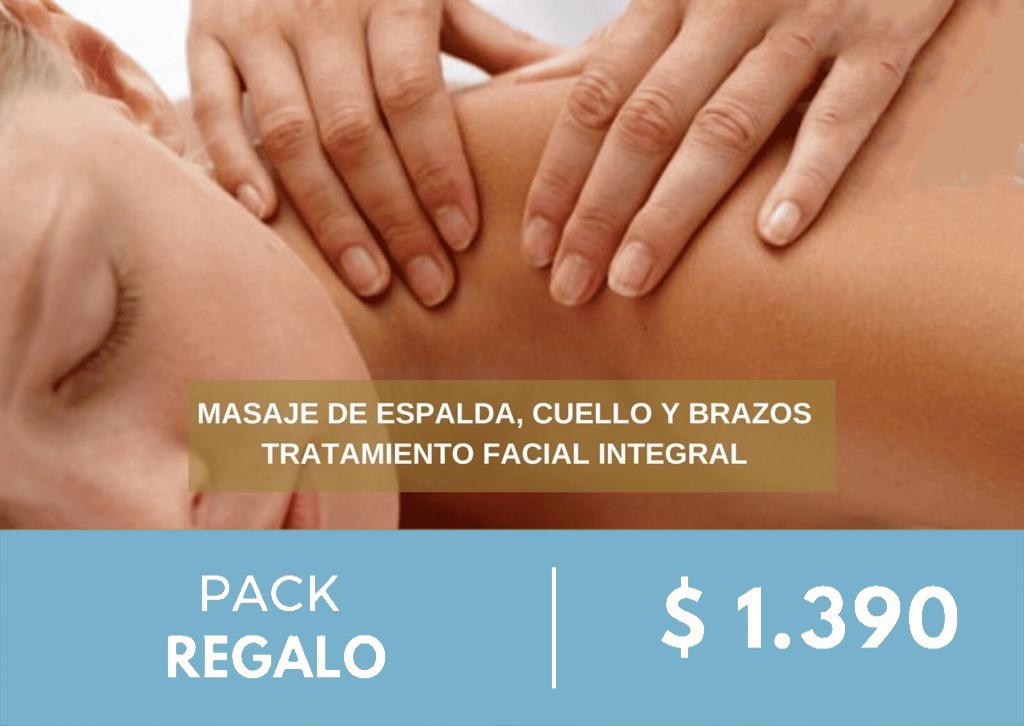 MASAJE DE ESPALDA, CUELLO Y BRAZOS
TRATAMIENTO FACIAL INTEGRAL
PACK
REGALO
$ 1.390